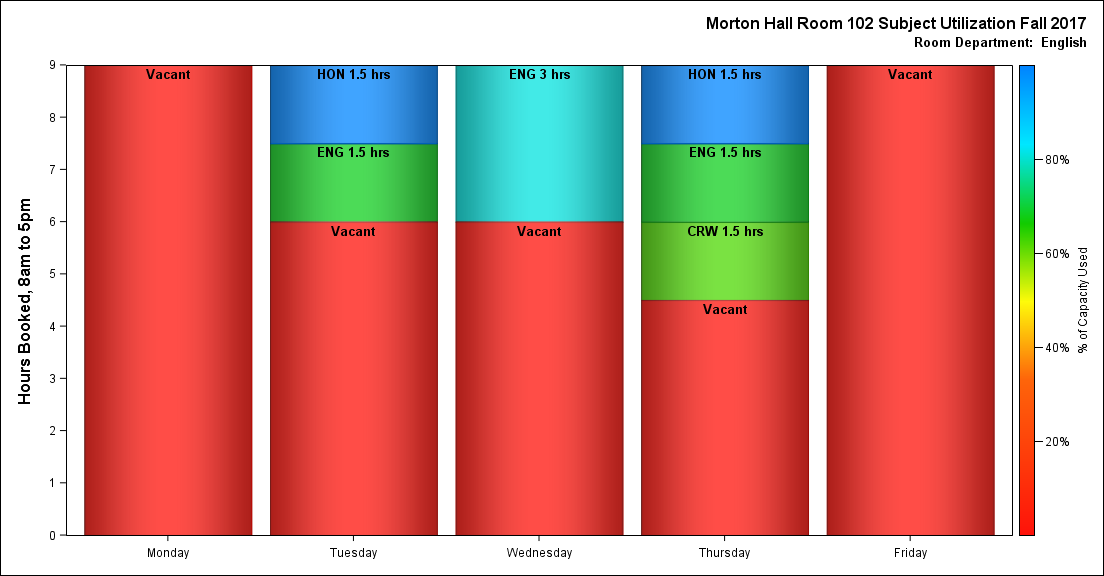 Morton Hall Room 102 Subject Utilization Fall 2017
Room Department:  English
Hours Booked, 8am to 5pm
9
8
7
6
5
4
3
2
1
0
Vacant
HON 1.5 hrs
ENG 1.5 hrs
Vacant
ENG 3 hrs
Vacant
HON 1.5 hrs
ENG 1.5 hrs
CRW 1.5 hrs
Vacant
Vacant
Monday
Tuesday
Wednesday
Thursday
Friday
80%
60%
40%
20%
% of Capacity Used